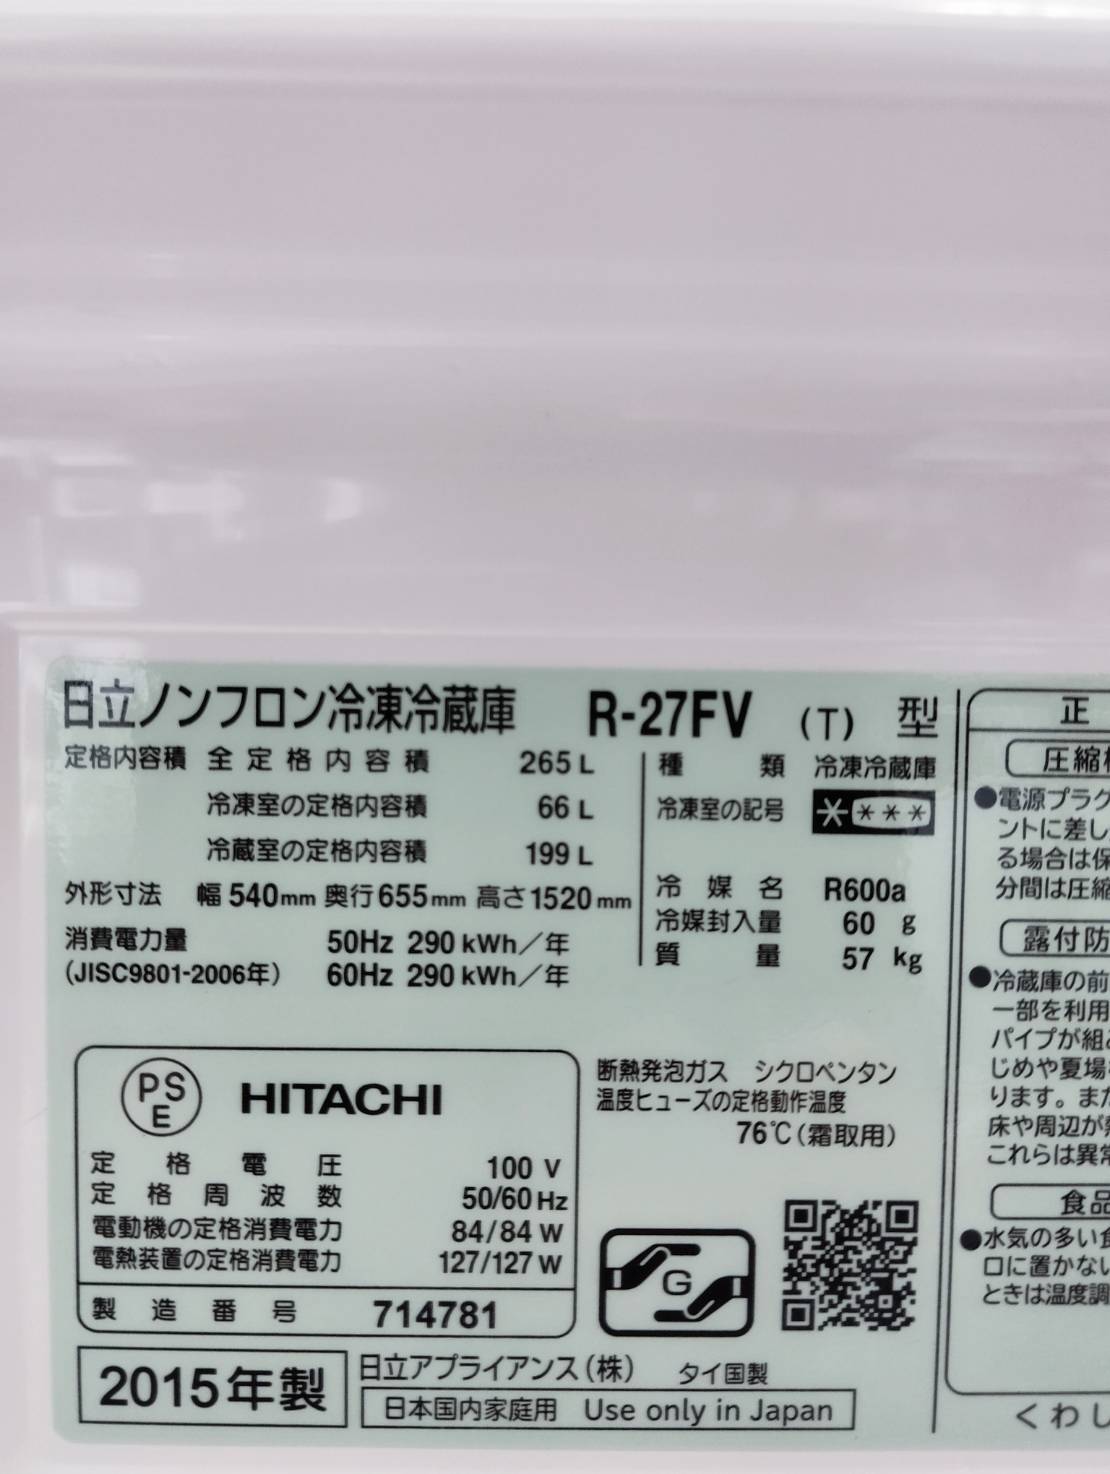 日立ノンフロン冷凍冷蔵庫 R-27FV (T) 型
定格内容積 全定格内容積 265 L
冷凍室の定格内容積 66 L
冷蔵室の定格内容積 199 L
外形寸法 幅 540mm 奥行 655mm 高さ 1520mm
消費電力量 50Hz 290 kWh/年
(JISC9801-2006年) 60Hz 290 kWh/年
種類 冷凍冷蔵庫
冷凍室の記号 ****
冷媒名 R600a
冷媒封入量 60 g
質量 57 kg
PS
E
HITACHI
定格電圧 100 V
定格周波数 50/60 Hz
電動機の定格消費電力 84/84 W
電熱装置の定格消費電力 127/127 W
製造番号 714781
断熱発泡ガス シクロペンタン
温度ヒューズの定格動作温度
76℃(霜取用)
G
2015年製
日立アプライアンス(株) タイ国製
日本国内家庭用 Use only in Japan
正
圧縮
●電源プラグ
ントに差し
る場合は保
分間は圧縮
露付防
●冷蔵庫の前
一部を利用
パイプが組
じめや夏場
ります。また
床や周辺が
これらは異常
食品
●水気の多い
口に置かない
ときは温度調
くわし